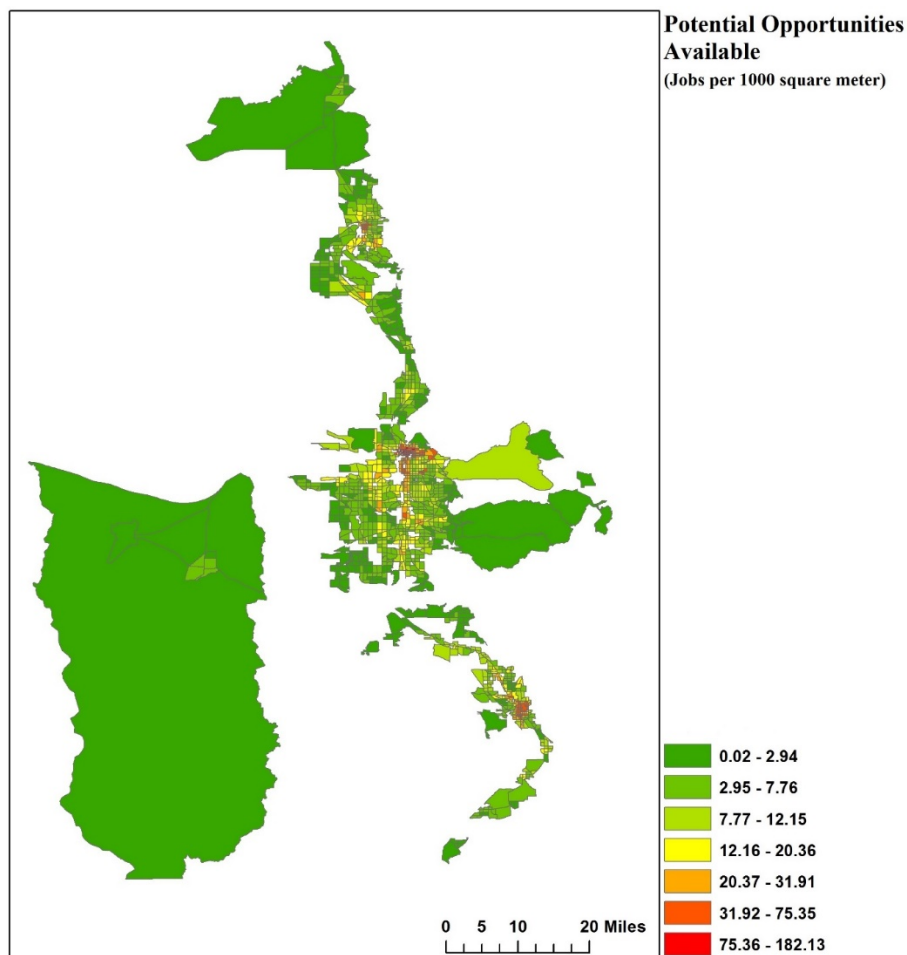 Potential Opportunities
Available
(Jobs per 1000 square meter)
0.02 - 2.94
2.95 - 7.76
7.77 - 12.15
12.16 - 20.36
20.37 - 31.91
31.92 - 75.35
75.36 - 182.13
0 5 10 20 Miles